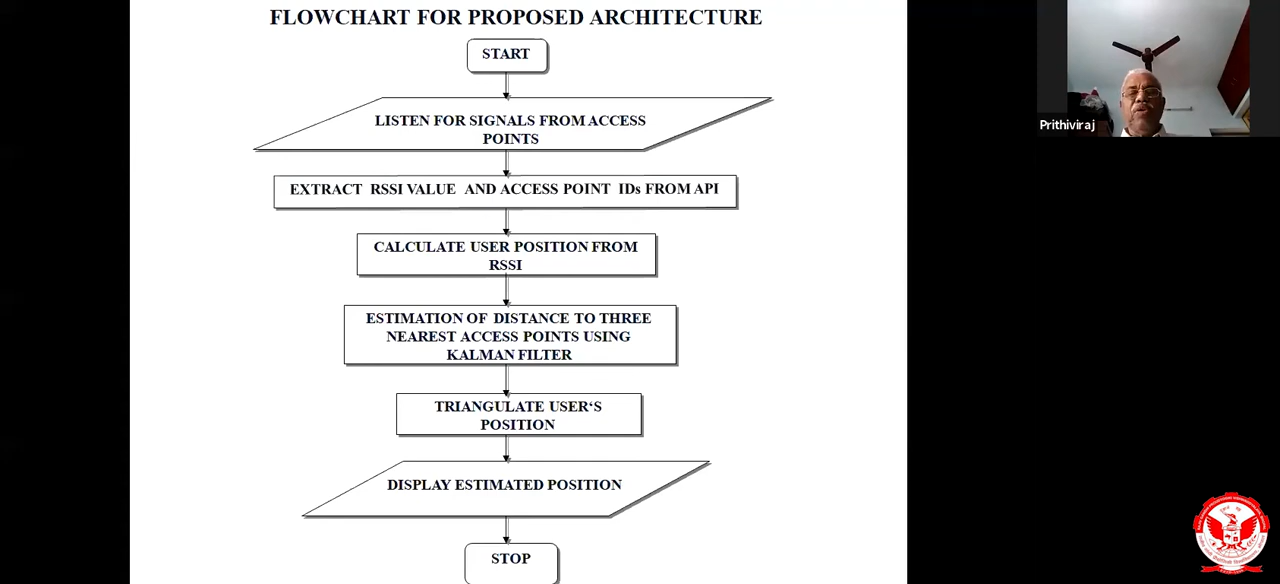 FLOWCHART FOR PROPOSED ARCHITECTURE
START
LISTEN FOR SIGNALS FROM ACCESS
POINTS
EXTRACT RSSI VALUE AND ACCESS POINT IDs FROM API
CALCULATE USER POSITION FROM
RSSI
ESTIMATION OF DISTANCE TO THREE
NEAREST ACCESS POINTS USING
KALMAN FILTER
TRIANGULATE USER‘S
POSITION
DISPLAY ESTIMATED POSITION
STOP
Prithiviraj